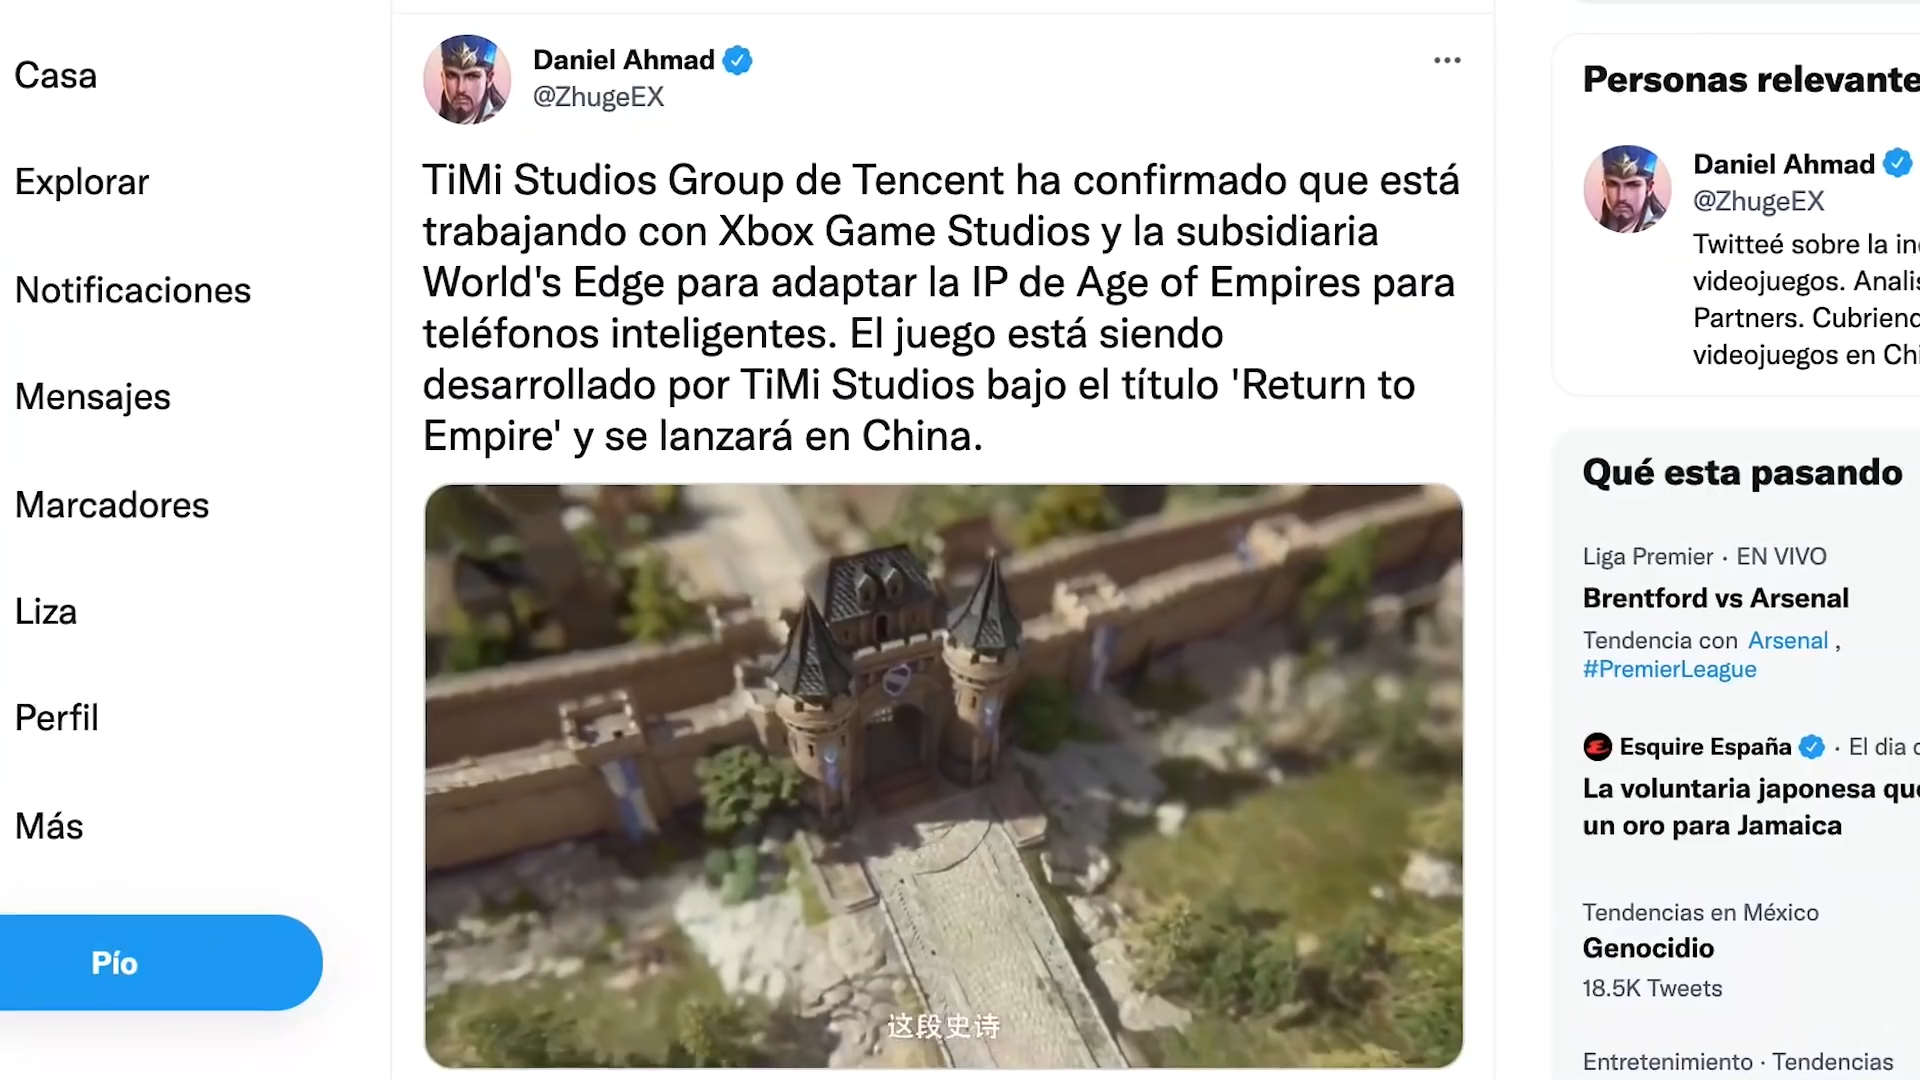 Casa
Explorar
Notificaciones
Mensajes
Marcadores
Liza
Perfil
Más
Pío
Daniel Ahmad
@ZhugeEX
TiMi Studios Group de Tencent ha confirmado que está
trabajando con Xbox Game Studios y la subsidiaria
World's Edge para adaptar la IP de Age of Empires para
teléfonos inteligentes. El juego está siendo
desarrollado por TiMi Studios bajo el título 'Return to
Empire' y se lanzará en China.
这段史诗
Personas relevante
Daniel Ahmad
@ZhugeEX
Twitteé sobre la in
videojuegos. Analis
Partners. Cubriend
videojuegos en Chi
Qué esta pasando
Liga Premier · EN VIVO
Brentford vs Arsenal
Tendencia con Arsenal ,
#PremierLeague
Esquire España · El dia
La voluntaria japonesa que
un oro para Jamaica
Tendencias en México
Genocidio
18.5K Tweets
Entretenimiento · Tendencias